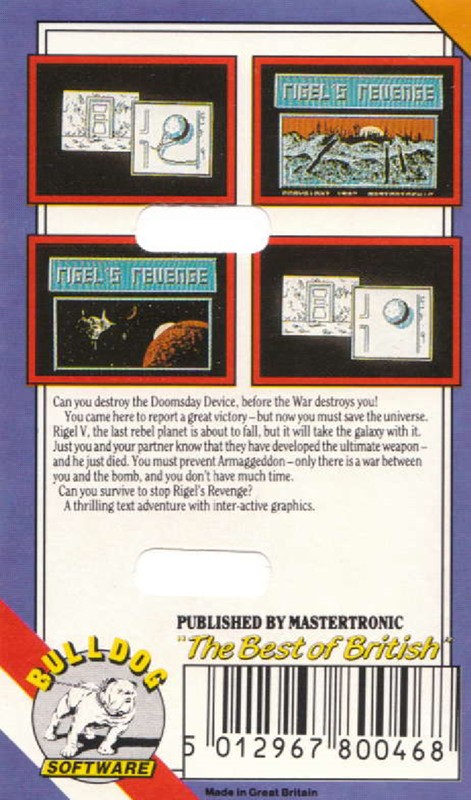 RIGEL'S REVENGE
RIGEL'S REVENGE
Can you destroy the Doomsday Device, before the War destroys you!
You came here to report a great victory – but now you must save the universe.
Rigel V, the last rebel planet is about to fall, but it will take the galaxy with it.
Just you and your partner know that they have developed the ultimate weapon –
and he just died. You must prevent Armaggeddon – only there is a war between
you and the bomb, and you don't have much time.
Can you survive to stop Rigel's Revenge?
A thrilling text adventure with inter-active graphics.
PUBLISHED BY MASTERTRONIC
"The Best of British"
BULLDOG
SOFTWARE
5 012967 800468
Made in Great Britain